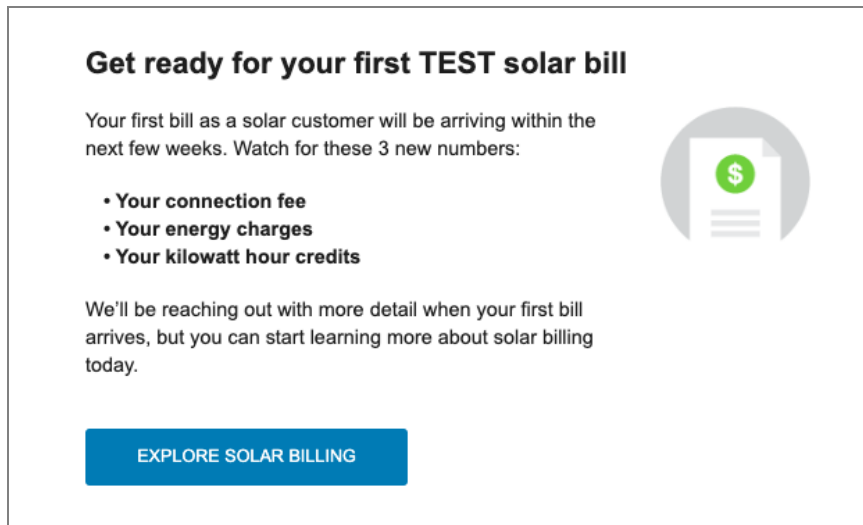 Get ready for your first TEST solar bill
Your first bill as a solar customer will be arriving within the
next few weeks. Watch for these 3 new numbers:
• Your connection fee
• Your energy charges
• Your kilowatt hour credits
We’ll be reaching out with more detail when your first bill
arrives, but you can start learning more about solar billing
today.
$
EXPLORE SOLAR BILLING